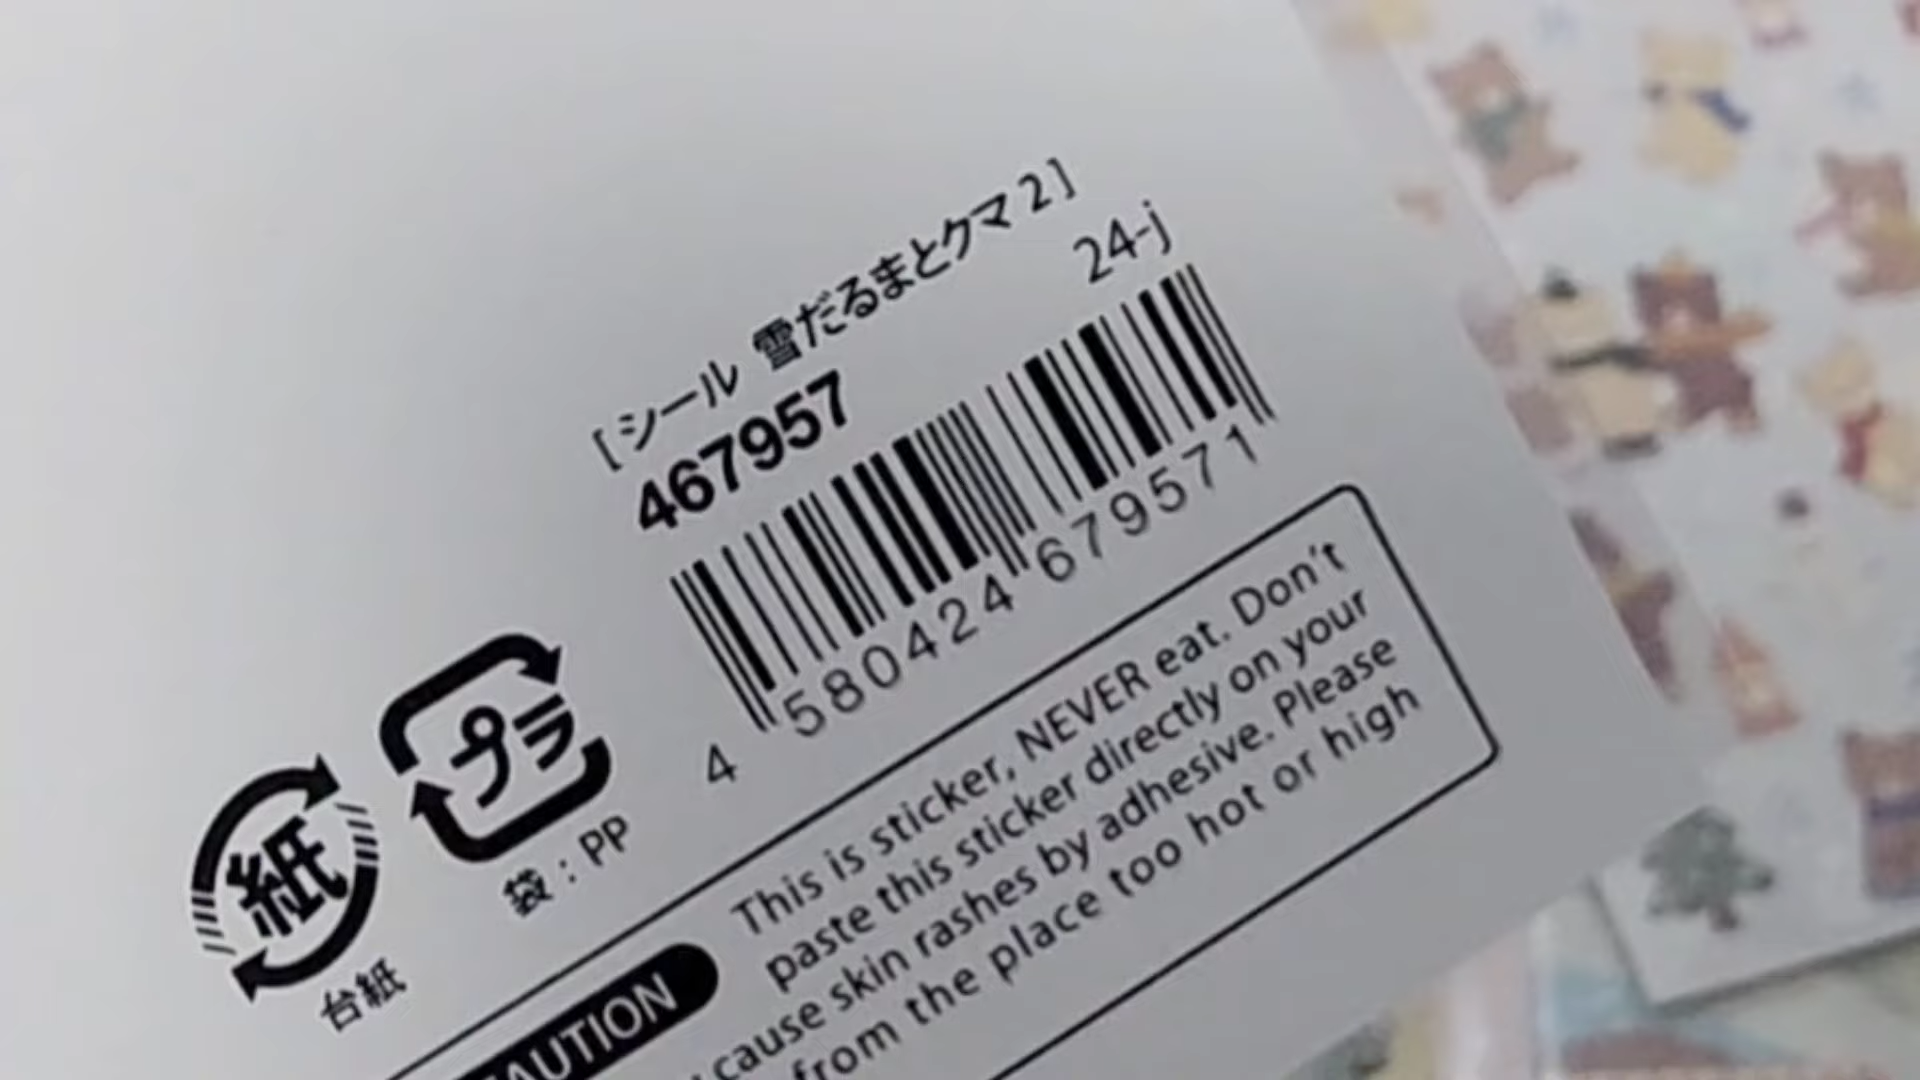 [シール 雪だるまとクマ 2]
467957
24-j
4 580424 679571
プラ
袋：PP
紙
台紙
AUTION
This is sticker, NEVER eat. Don't
paste this sticker directly on your
cause skin rashes by adhesive. Please
from the place too hot or high